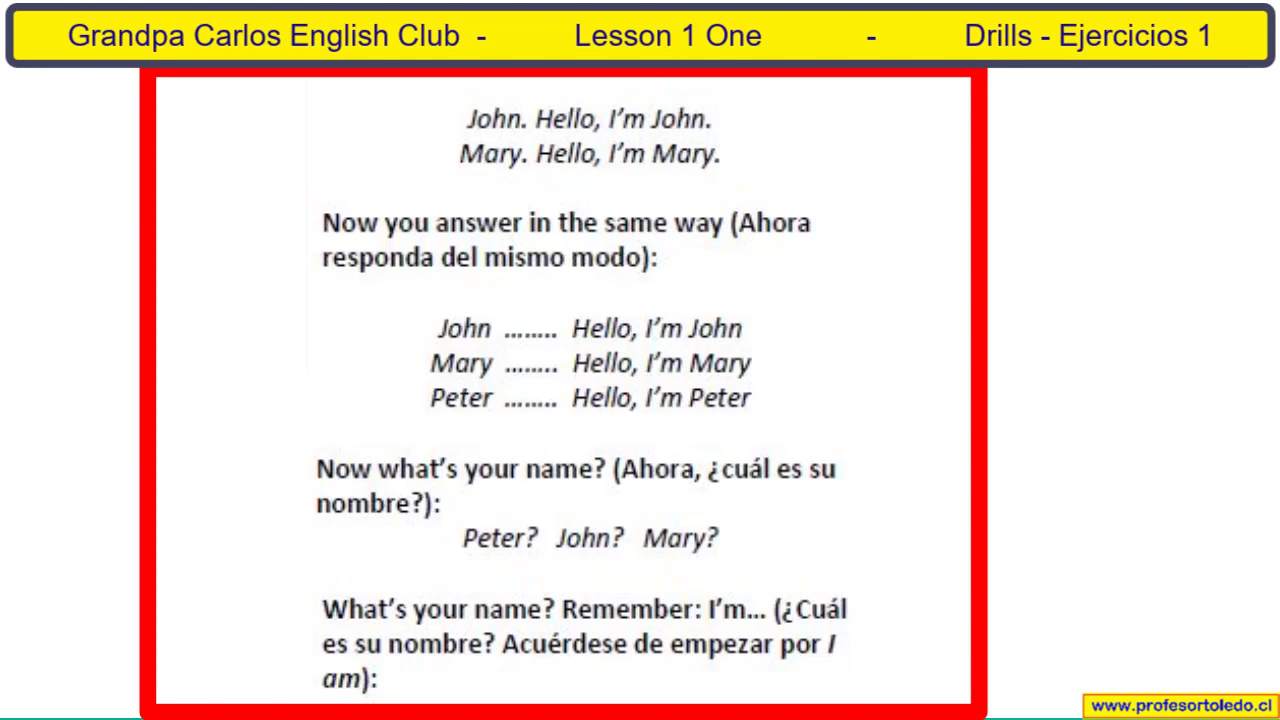 Grandpa Carlos English Club - Lesson 1 One - Drills - Ejercicios 1
John. Hello, I’m John.
Mary. Hello, I’m Mary.
Now you answer in the same way (Ahora
responda del mismo modo):
John ........ Hello, I’m John
Mary ........ Hello, I’m Mary
Peter ........ Hello, I’m Peter
Now what’s your name? (Ahora, ¿cuál es su
nombre?):
Peter? John? Mary?
What’s your name? Remember: I’m... (¿Cuál
es su nombre? Acuérdese de empezar por I
am):
www.profesortoledo.cl